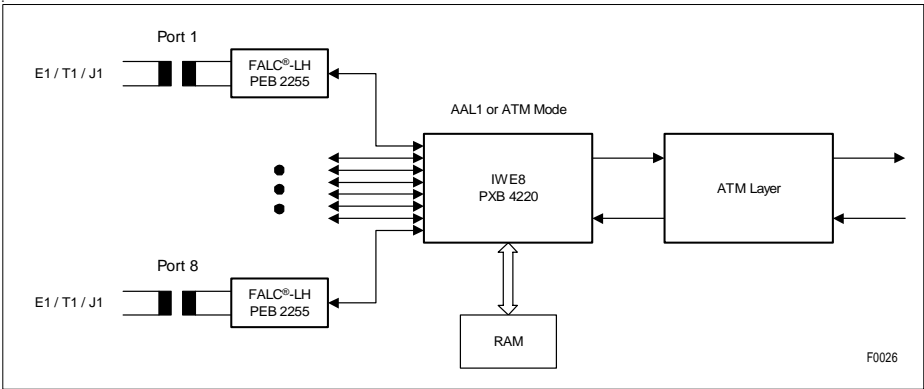 Port 1
E1 / T1 / J1
FALC®-LH
PEB 2255
AAL1 or ATM Mode
IWE8
PXB 4220
ATM Layer
Port 8
E1 / T1 / J1
FALC®-LH
PEB 2255
RAM
F0026